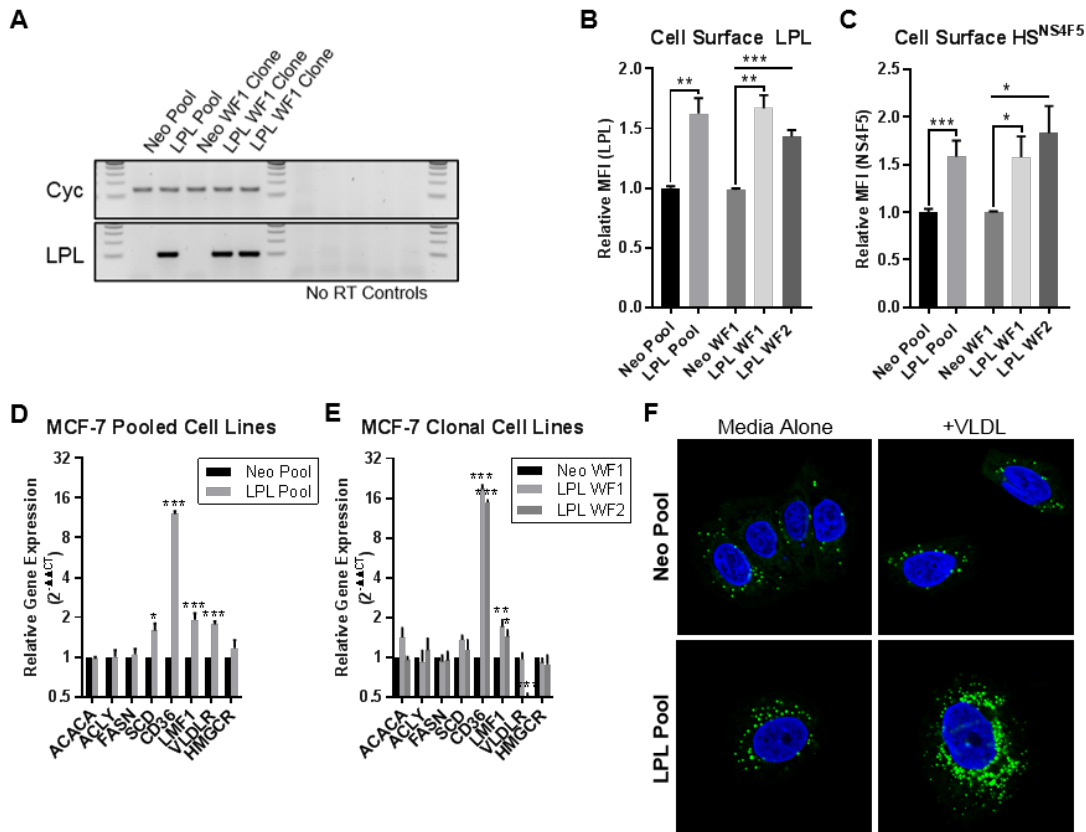 A
Neo Pool
LPL Pool
Neo WF1 Clone
LPL WF1 Clone
LPL WF1 Clone
Cyc
LPL
No RT Controls
B
Cell Surface LPL
Relative MFI (LPL)
2.0
1.5
1.0
0.5
0.0
**
***
**
Neo Pool
LPL Pool
Neo WF1
LPL WF1
LPL WF2
C
Cell Surface HS^NS4F5
Relative MFI (NS4F5)
2.5
2.0
1.5
1.0
0.5
0.0
***
*
*
Neo Pool
LPL Pool
Neo WF1
LPL WF1
LPL WF2
D
MCF-7 Pooled Cell Lines
Relative Gene Expression
(2^-▲▲CT)
32
16
8
4
2
1
0.5
Neo Pool
LPL Pool
*
***
***
***
ACACA
ACLY
FASN
SCD
CD36
LMF1
VLDLR
HMGCR
E
MCF-7 Clonal Cell Lines
Relative Gene Expression
(2^-▲▲CT)
32
16
8
4
2
1
0.5
Neo WF1
LPL WF1
LPL WF2
***
***
**
*
***
ACACA
ACLY
FASN
SCD
CD36
LMF1
VLDLR
HMGCR
F
Media Alone
+VLDL
Neo Pool
LPL Pool